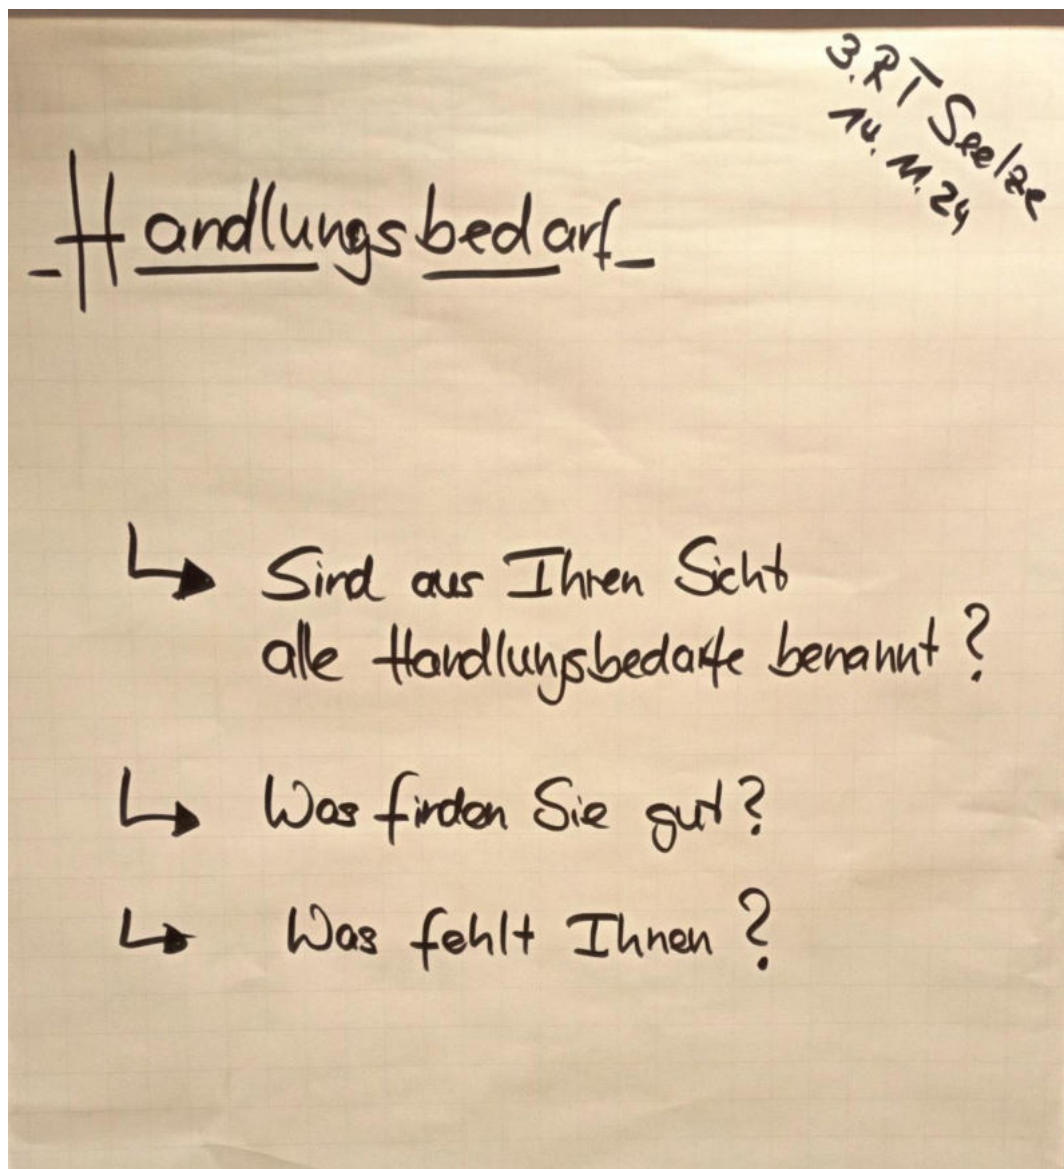 3. RT Seelze
14. 11. 24
Handlungsbedarf
Sind aus Ihren Sicht
alle Handlungsbedarfe benannt?
Was finden Sie gut?
Was fehlt Ihnen?